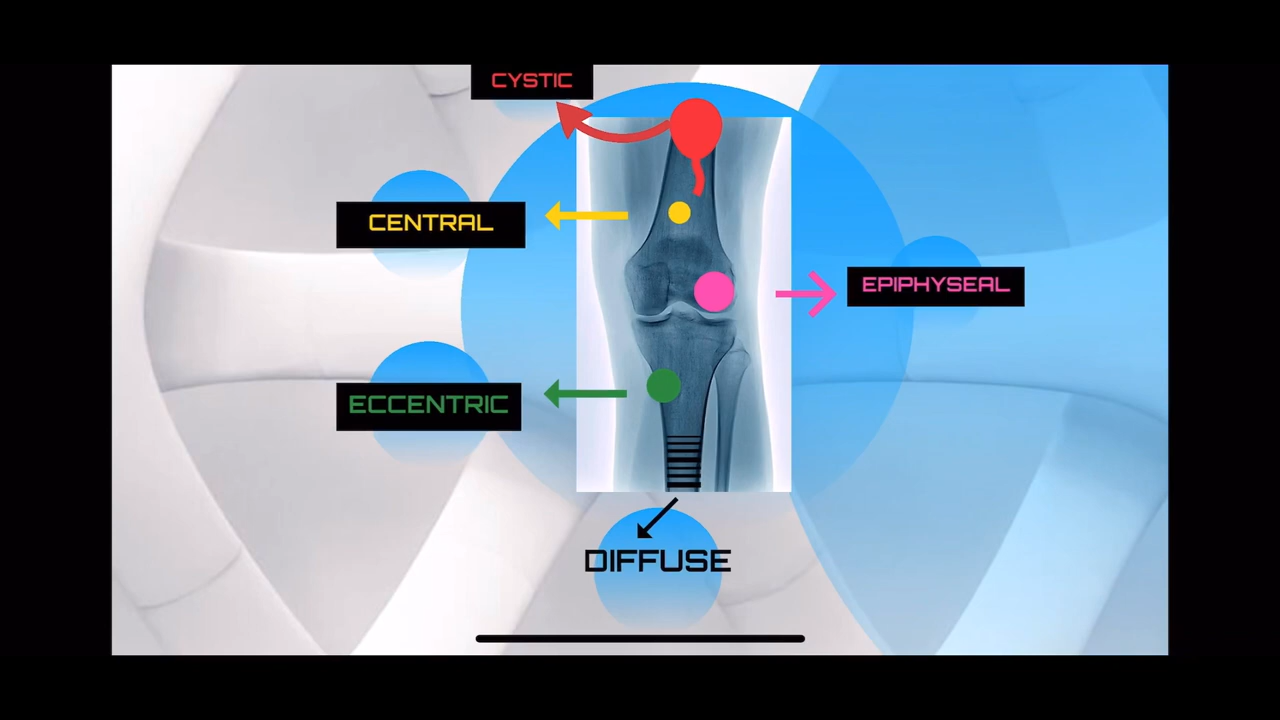 CYSTIC
CENTRAL
EPIPHYSEAL
ECCENTRIC
DIFFUSE